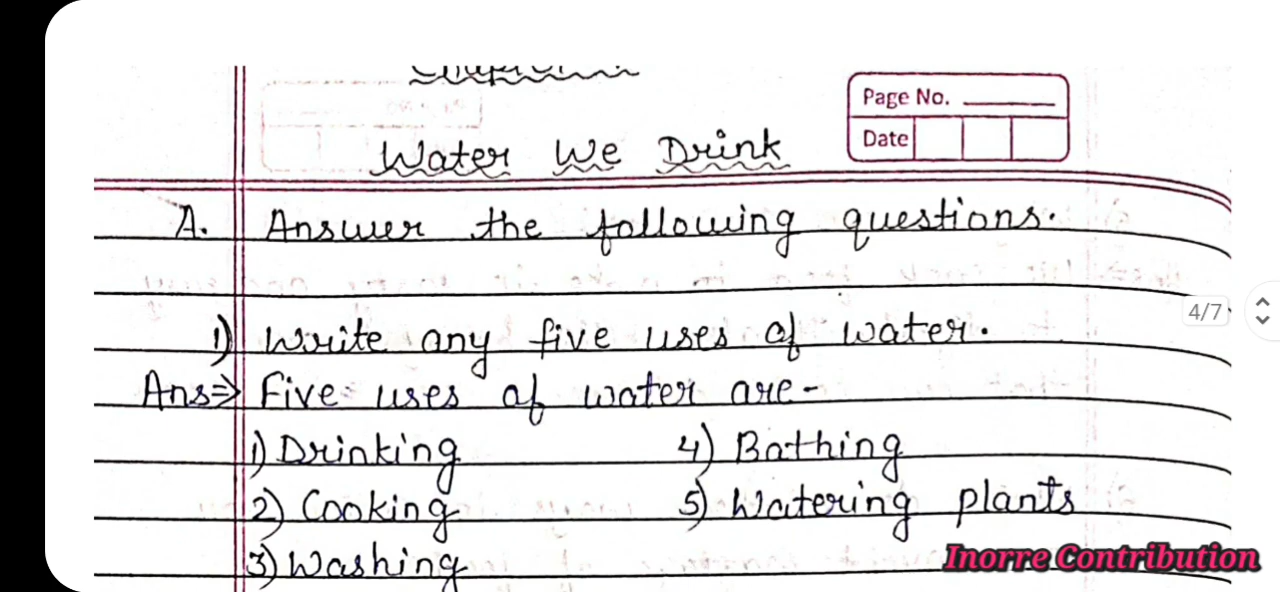 Page No.
Date
Water We Drink
A. Answer the following questions.
1) Write any five uses of water.
Ans⇒ Five uses of water are-
1) Drinking 4) Bathing
2) Cooking 5) Watering plants
3) Washing
4/7
Inorre Contribution